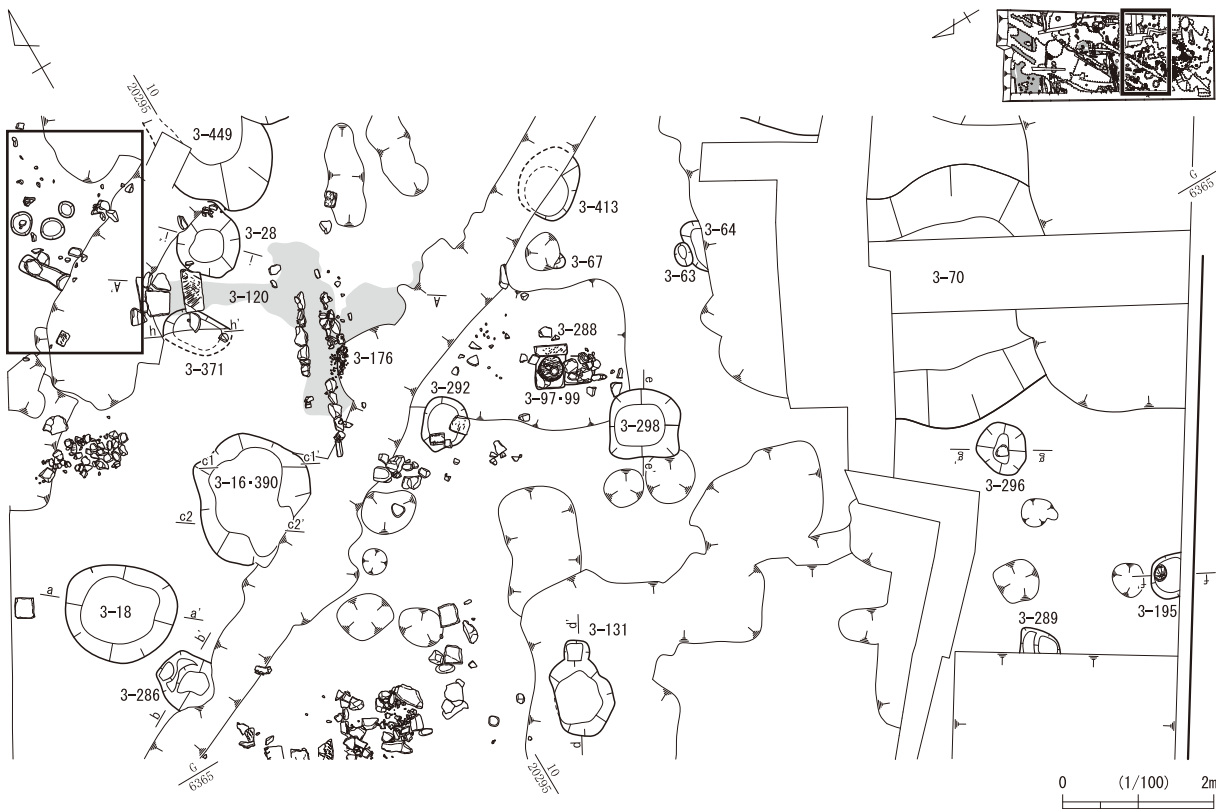 10
20295
G
6365
3-449
3-413
3-28
3-64
3-67
3-63
3-70
A'
3-120
A
h
h'
3-288
3-371
3-176
3-97・99
3-292
e
3-298
c1
c1'
3-16・390
e'
g'
g
3-296
c2
c2'
a
3-18
a'
f'
f
3-195
b'
3-131
d'
3-289
3-286
b
d
G
6365
10
20295
0
(1/100)
2m